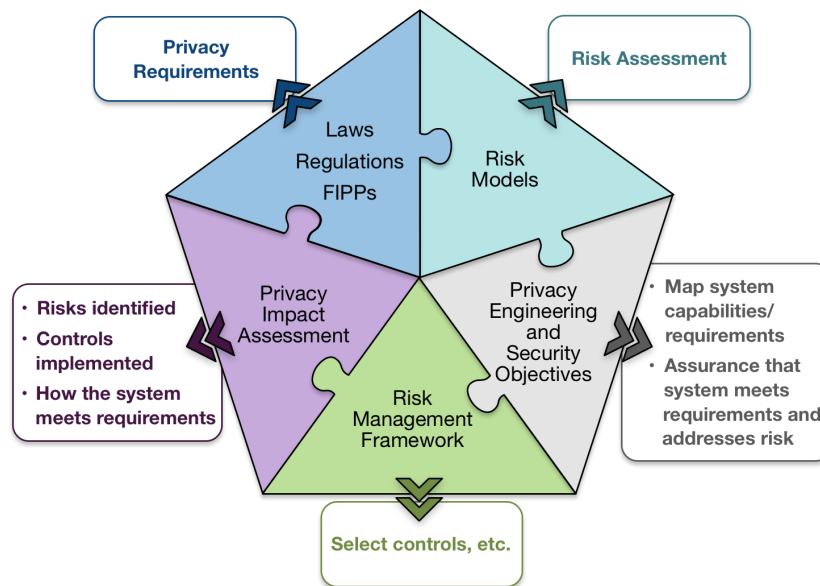 Privacy
Requirements
Risk Assessment
Laws
Regulations
FIPPs
Risk
Models
Privacy
Impact
Assessment
Privacy
Engineering
and
Security
Objectives
Risk
Management
Framework
• Risks identified
• Controls
implemented
• How the system
meets requirements
• Map system
capabilities/
requirements
• Assurance that
system meets
requirements and
addresses risk
Select controls, etc.